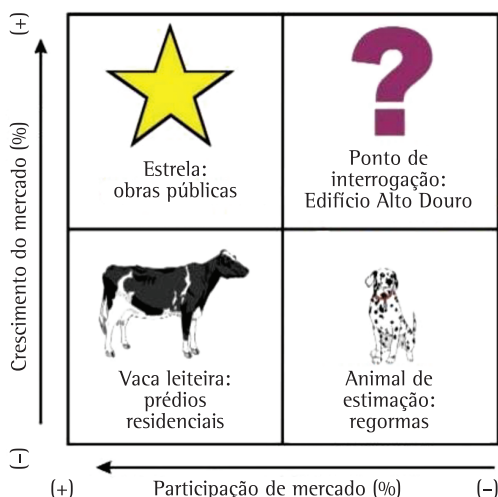 (+)
Crescimento do mercado (%)
(-)
?
Estrela:
obras públicas
Ponto de
interrogação:
Edifício Alto Douro
Vaca leiteira:
prédios
residenciais
Animal de
estimação:
regormas
(+)
Participação de mercado (%)
(-)